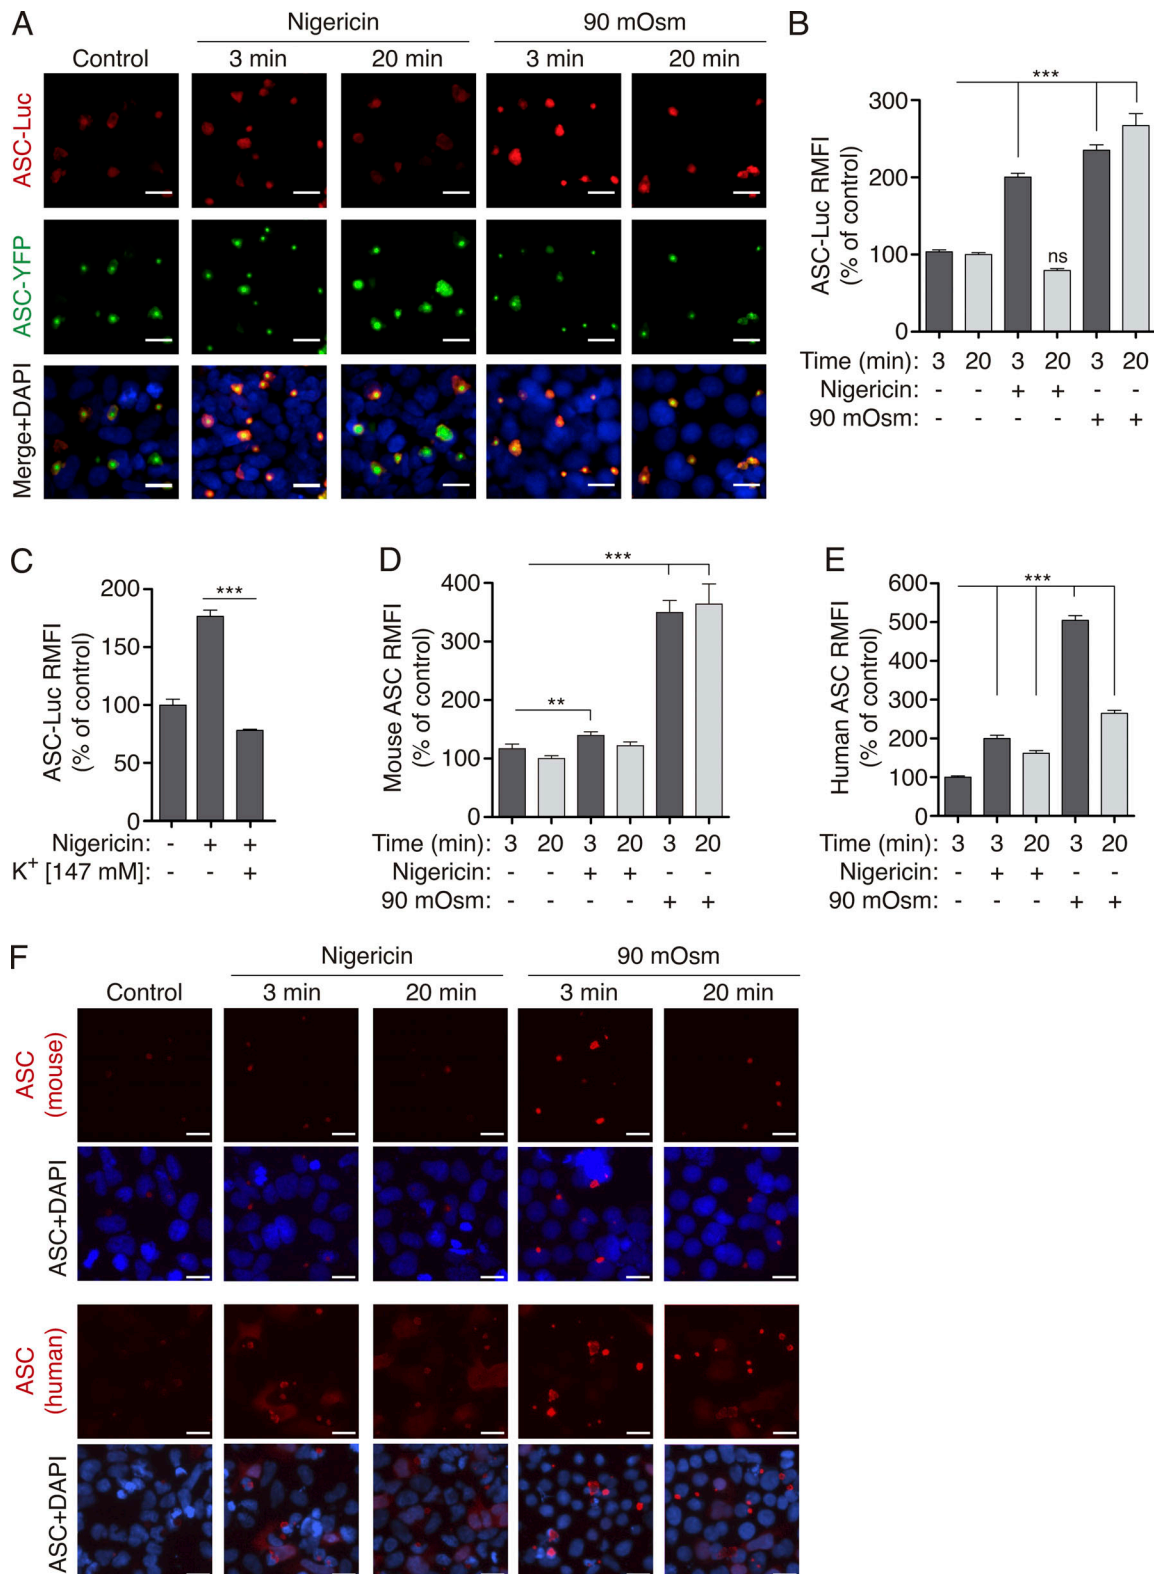 A
Nigericin
90 mOsm
Control
3 min
20 min
3 min
20 min
ASC-Luc
ASC-YFP
Merge+DAPI
B
ASC-Luc RMFI
(% of control)
300
200
100
0
***
ns
Time (min): 3 20 3 20 3 20
Nigericin: - - + + - -
90 mOsm: - - - - + +
C
ASC-Luc RMFI
(% of control)
200
150
100
50
0
***
Nigericin: - + +
K+ [147 mM]: - - +
D
Mouse ASC RMFI
(% of control)
400
300
200
100
0
***
**
Time (min): 3 20 3 20 3 20
Nigericin: - - + + - -
90 mOsm: - - - - + +
E
Human ASC RMFI
(% of control)
600
500
400
300
200
100
0
***
Time (min): 3 3 20 3 20
Nigericin: - + + - -
90 mOsm: - - - + +
F
Nigericin
90 mOsm
Control
3 min
20 min
3 min
20 min
ASC
(mouse)
ASC+DAPI
ASC
(human)
ASC+DAPI